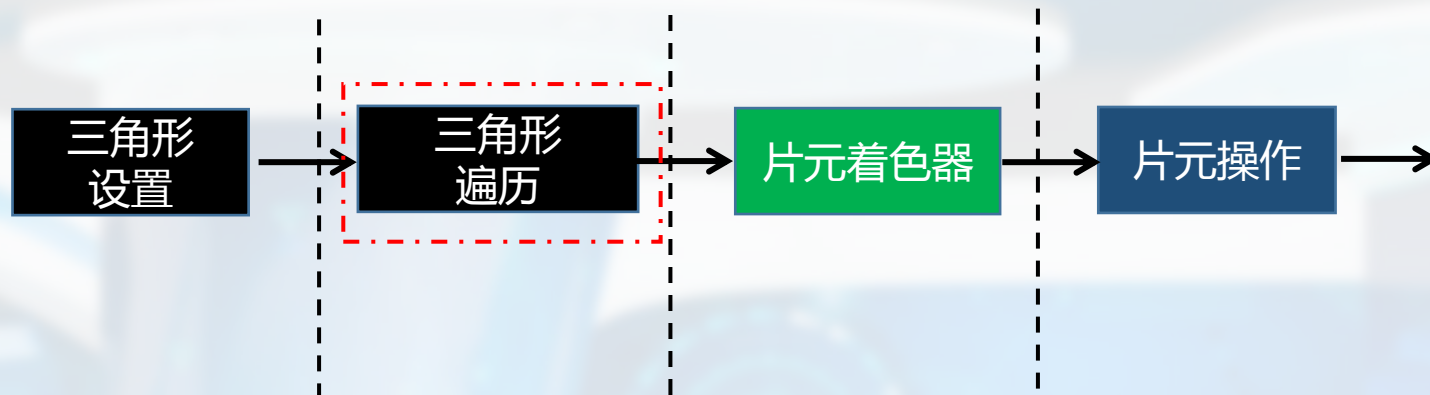 三角形
设置
三角形
遍历
片元着色器
片元操作